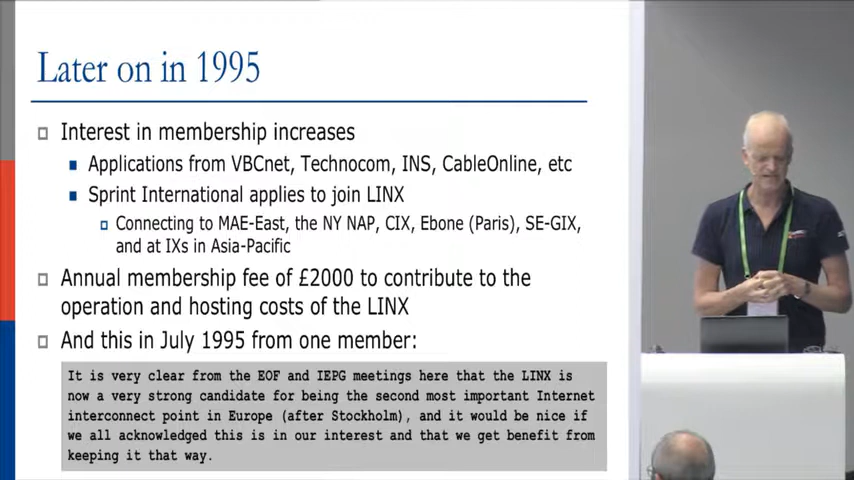 Later on in 1995
Interest in membership increases
Applications from VBCnet, Technocom, INS, CableOnline, etc
Sprint International applies to join LINX
Connecting to MAE-East, the NY NAP, CIX, Ebone (Paris), SE-GIX,
and at IXs in Asia-Pacific
Annual membership fee of £2000 to contribute to the
operation and hosting costs of the LINX
And this in July 1995 from one member:
It is very clear from the EOF and IEPG meetings here that the LINX is
now a very strong candidate for being the second most important Internet
interconnect point in Europe (after Stockholm), and it would be nice if
we all acknowledged this is in our interest and that we get benefit from
keeping it that way.